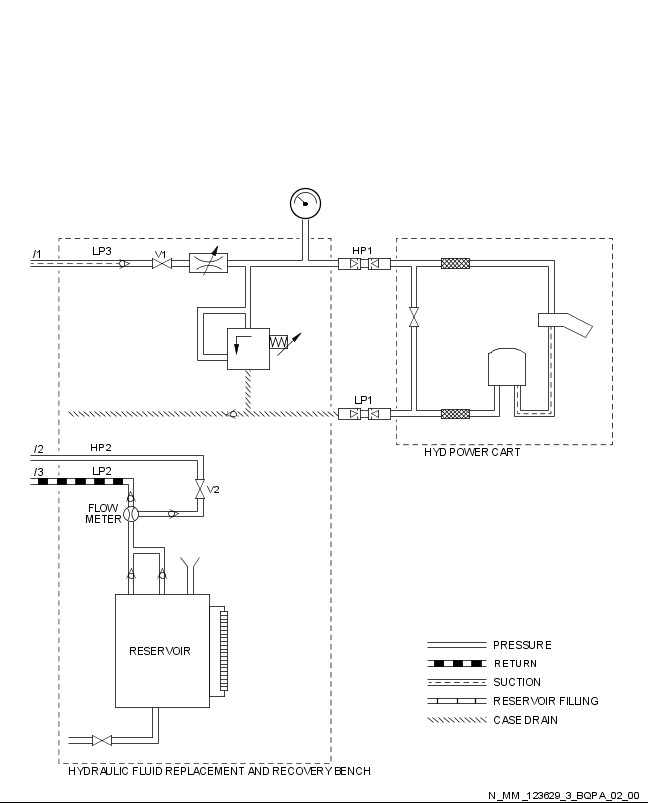 /1
LP3
V1
HP1
LP1
HYD POWER CART
/2
HP2
/3
LP2
V2
FLOW
METER
RESERVOIR
PRESSURE
RETURN
SUCTION
RESERVOIR FILLING
CASE DRAIN
HYDRAULIC FLUID REPLACEMENT AND RECOVERY BENCH
N_MM_123629_3_BQPA_02_00